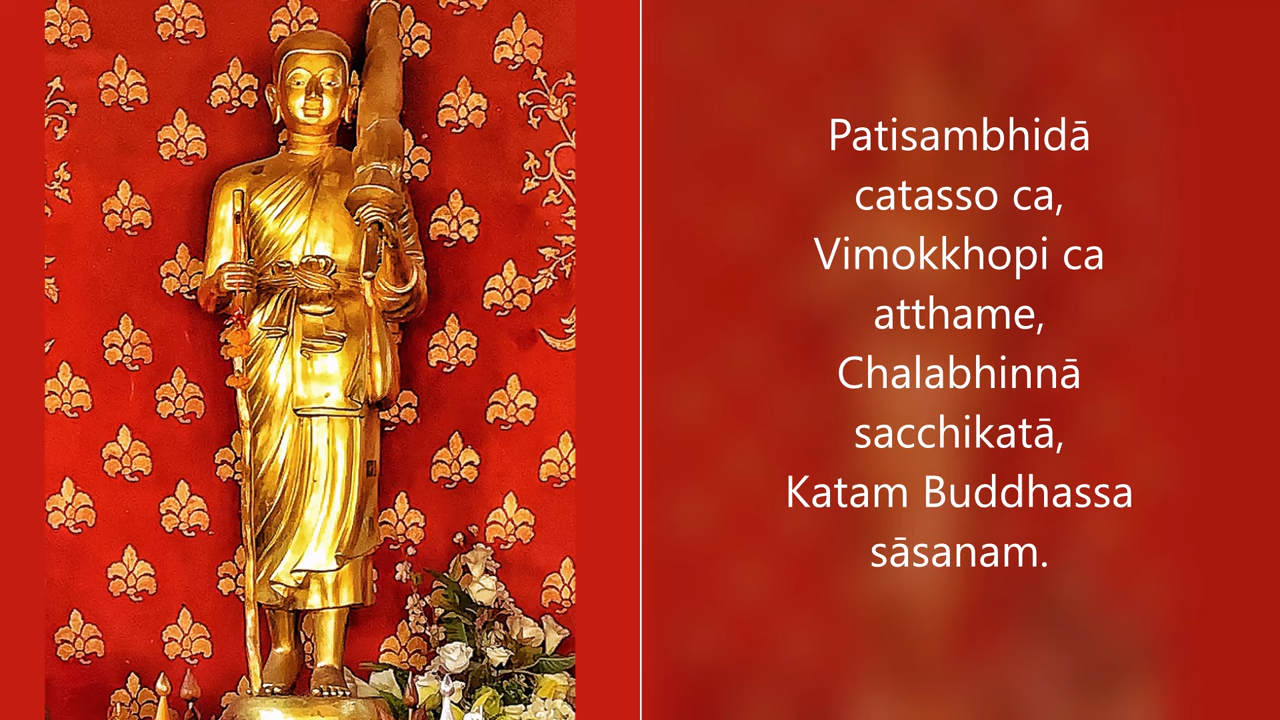 Patisambhidā
catasso ca,
Vimokkhopi ca
atthame,
Chalabhinnā
sacchikatā,
Katam Buddhassa
sāsanam.